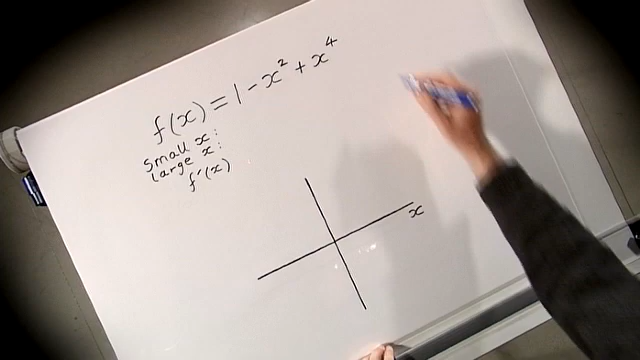 f(x) = 1 - x² + x⁴
small x:
large x:
f'(x)
x